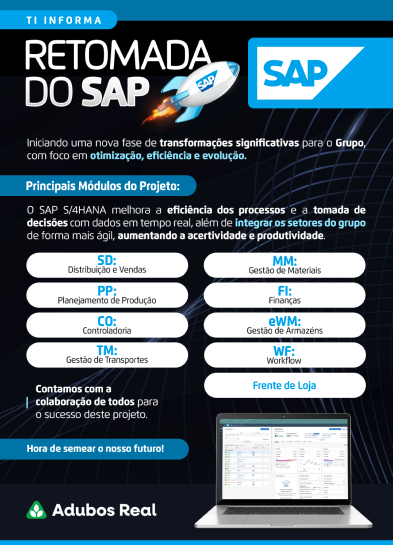 TI INFORMA
RETOMADA
DO SAP
SAP
SAP
Iniciando uma nova fase de transformações significativas para o Grupo,
com foco em otimização, eficiência e evolução.
Principais Módulos do Projeto:
O SAP S/4HANA melhora a eficiência dos processos e a tomada de
decisões com dados em tempo real, além de integrar os setores do grupo
de forma mais ágil, aumentando a acertividade e produtividade.
SD:
Distribuição e Vendas
MM:
Gestão de Materiais
PP:
Planejamento de Produção
FI:
Finanças
CO:
Controladoria
eWM:
Gestão de Armazéns
TM:
Gestão de Transportes
WF:
Workflow
Frente de Loja
Contamos com a
colaboração de todos para
o sucesso deste projeto.
Hora de semear o nosso futuro!
Adubos Real